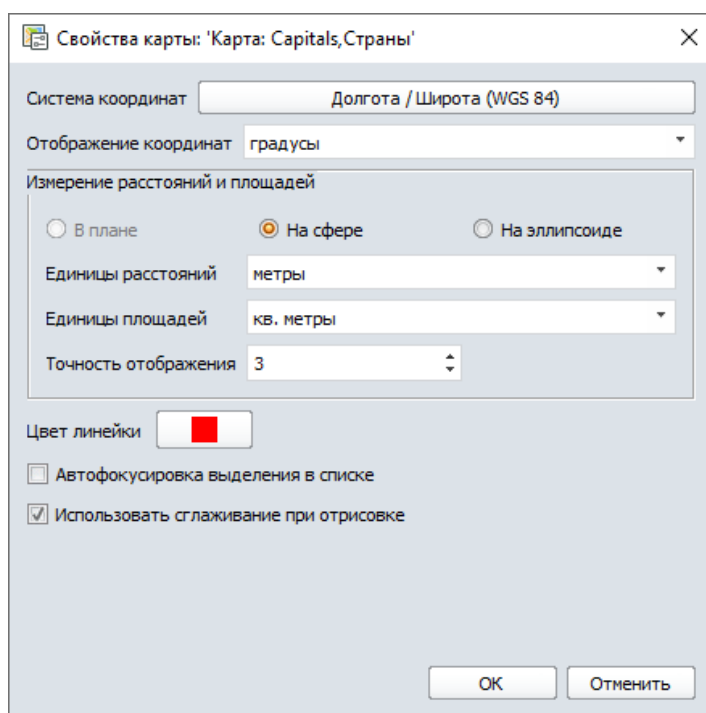 Свойства карты: 'Карта: Capitals,Страны'
Система координат Долгота / Широта (WGS 84)
Отображение координат градусы
Измерение расстояний и площадей
В плане На сфере На эллипсоиде
Единицы расстояний метры
Единицы площадей кв. метры
Точность отображения 3
Цвет линейки
Автофокусировка выделения в списке
Использовать сглаживание при отрисовке
ОК Отменить